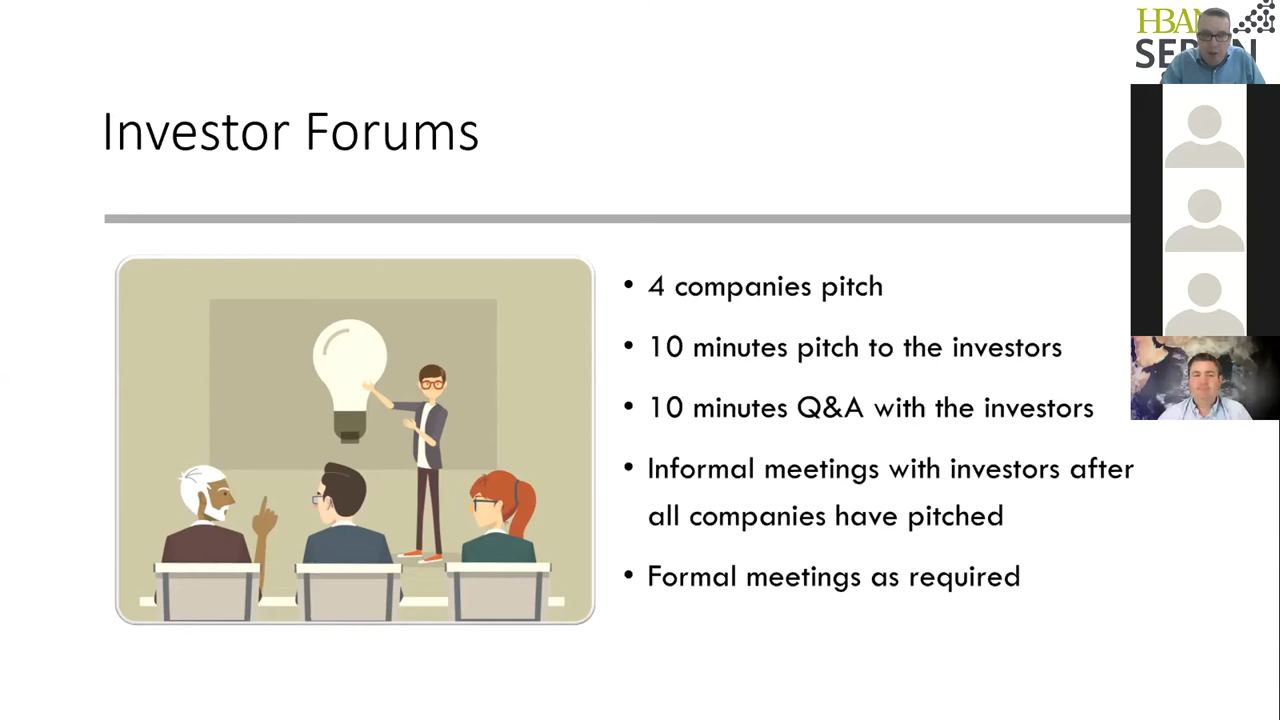 HBAN
Investor Forums
• 4 companies pitch
• 10 minutes pitch to the investors
• 10 minutes Q&A with the investors
• Informal meetings with investors after
all companies have pitched
• Formal meetings as required